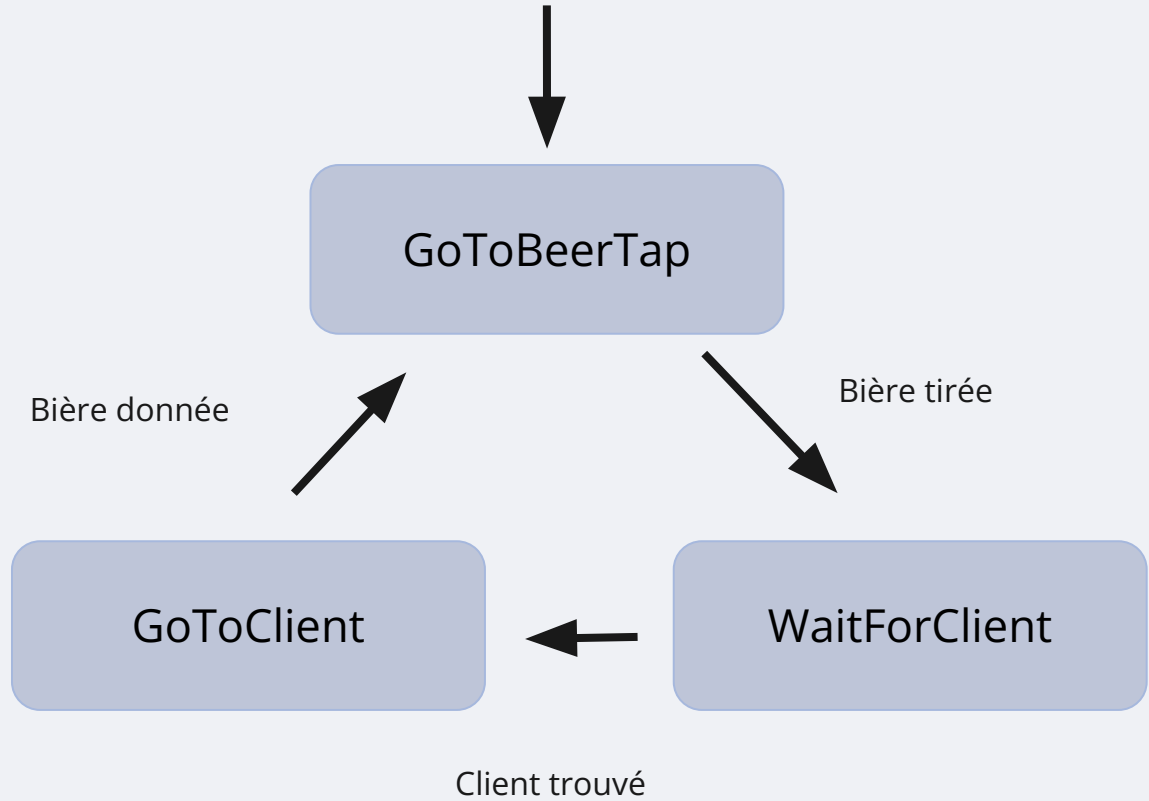 GoToBeerTap
Bière donnée
Bière tirée
GoToClient
WaitForClient
Client trouvé